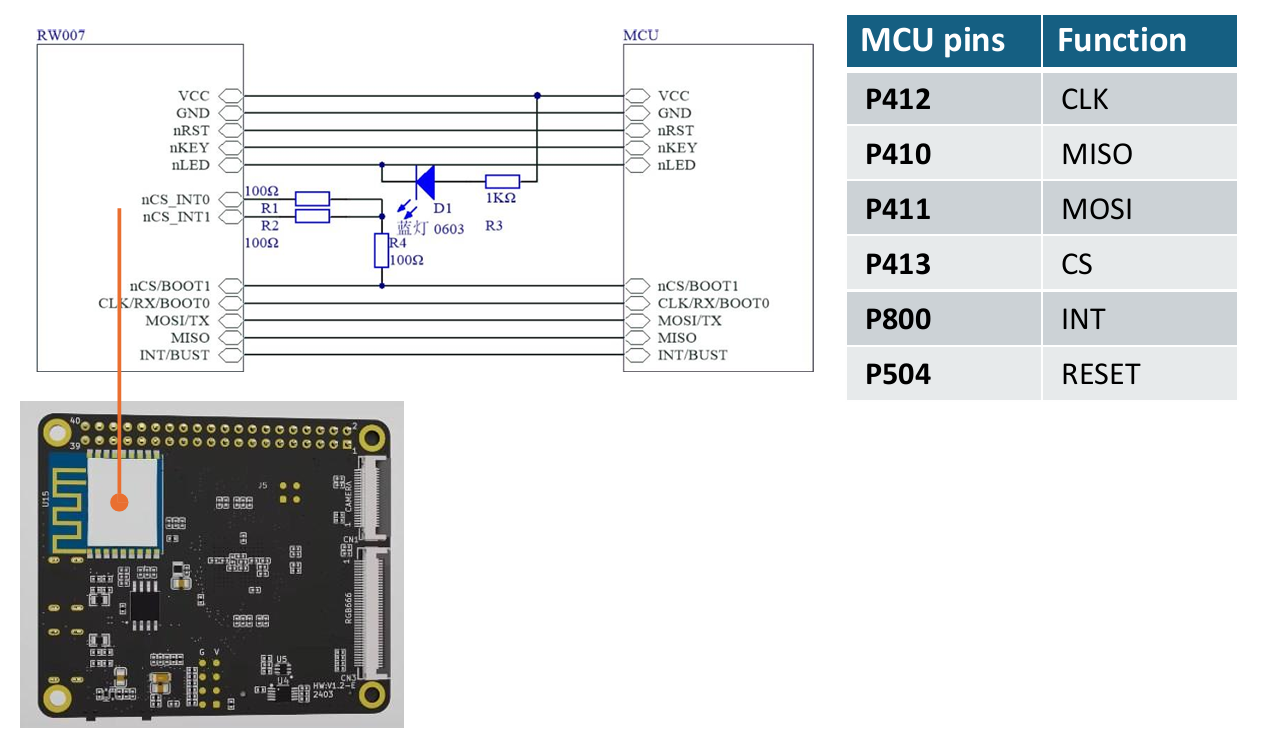 RW007
MCU
VCC
GND
nRST
nKEY
nLED
nCS_INT0
nCS_INT1
nCS/BOOT1
CLK/RX/BOOT0
MOSI/TX
MISO
INT/BUST
100Ω
R1
R2
100Ω
D1
蓝灯 0603
1KΩ
R3
R4
100Ω
VCC
GND
nRST
nKEY
nLED
nCS/BOOT1
CLK/RX/BOOT0
MOSI/TX
MISO
INT/BUST
MCU pins Function
P412 CLK
P410 MISO
P411 MOSI
P413 CS
P800 INT
P504 RESET
40
2
39
1
U15
J5
CAMERA
1
CN1
1
RGB666
G V
U5
U4
CN3
HW:V1.2-E
2403